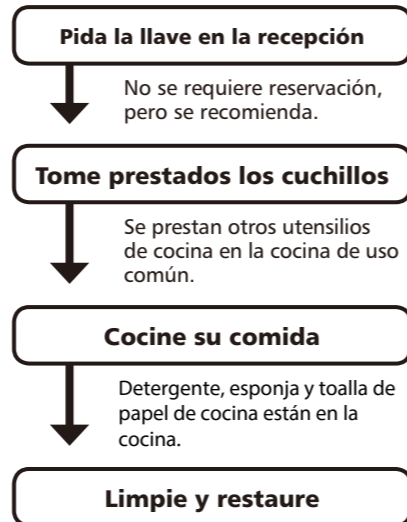 Pida la llave en la recepción
No se requiere reservación,
pero se recomienda.
Tome prestados los cuchillos
Se prestan otros utensilios
de cocina en la cocina de uso
común.
Cocine su comida
Detergente, esponja y toalla de
papel de cocina están en la
cocina.
Limpie y restaure